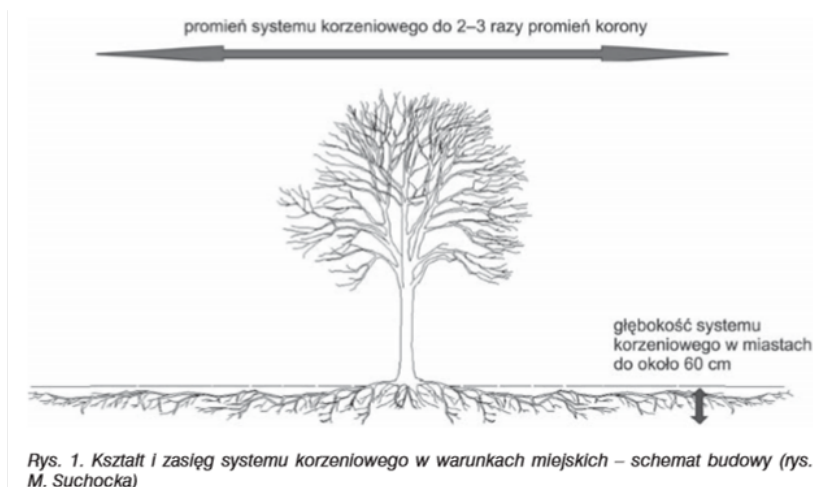 promień systemu korzeniowego do 2–3 razy promień korony
głębokość systemu
korzeniowego w miastach
do około 60 cm
Rys. 1. Kształt i zasięg systemu korzeniowego w warunkach miejskich – schemat budowy (rys.
M. Suchocka)